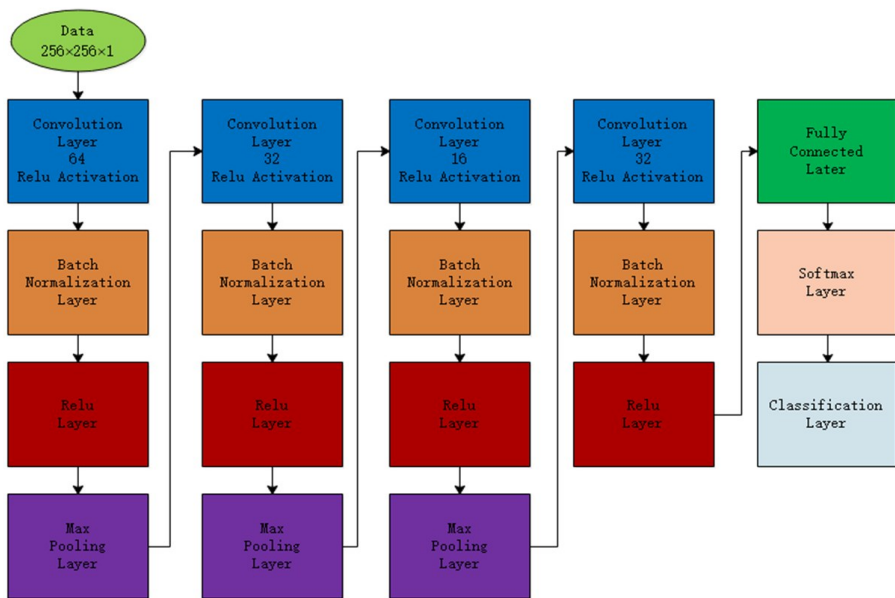 Data
256×256×1
Convolution
Layer
64
Relu Activation
Batch
Normalization
Layer
Relu
Layer
Max
Pooling
Layer
Convolution
Layer
32
Relu Activation
Batch
Normalization
Layer
Relu
Layer
Max
Pooling
Layer
Convolution
Layer
16
Relu Activation
Batch
Normalization
Layer
Relu
Layer
Max
Pooling
Layer
Convolution
Layer
32
Relu Activation
Batch
Normalization
Layer
Relu
Layer
Fully
Connected
Later
Softmax
Layer
Classification
Layer